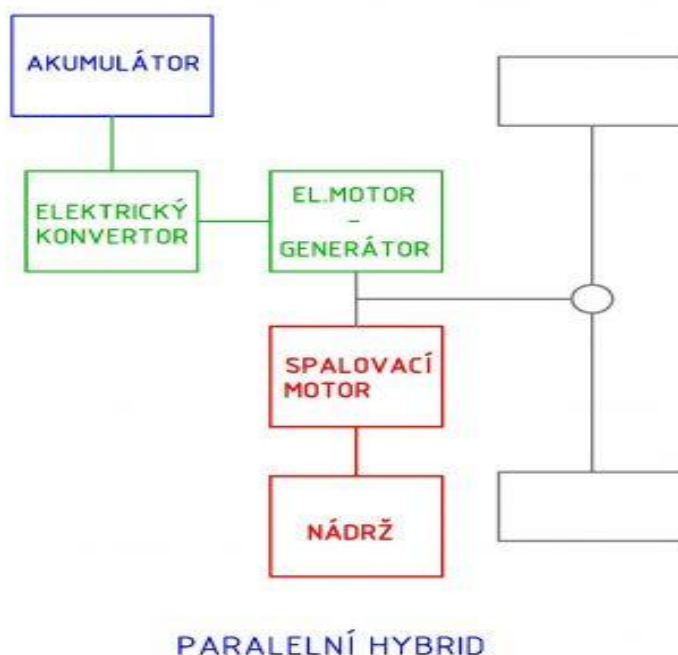 AKUMULÁTOR
ELEKTRICKÝ
KONVERTOR
EL.MOTOR
-
GENERÁTOR
SPALOVACÍ
MOTOR
NÁDRŽ
PARALELNÍ HYBRID